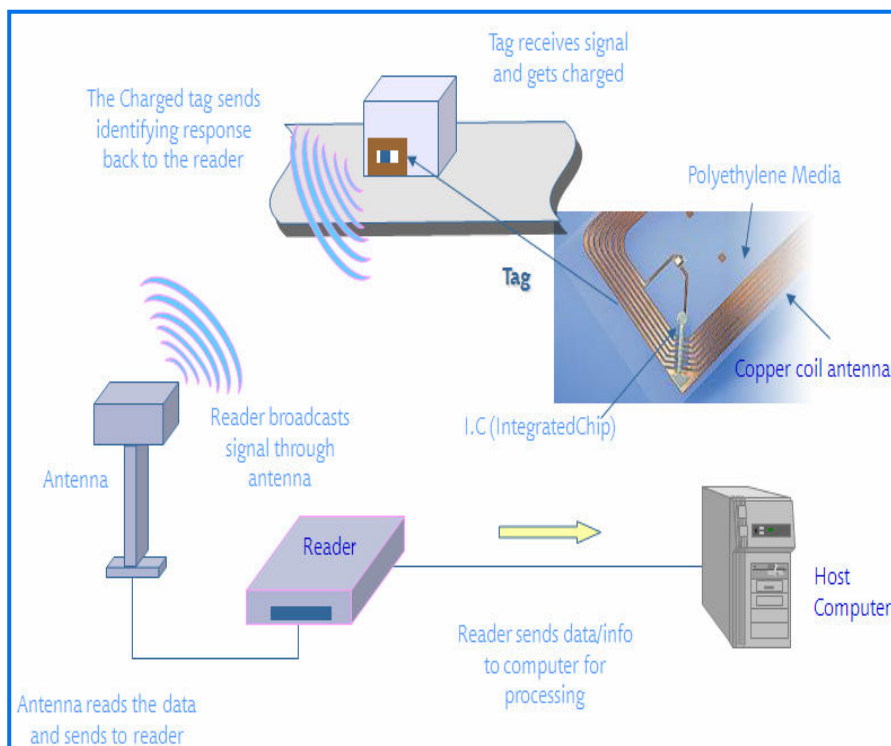 Tag receives signal
and gets charged
The Charged tag sends
identifying response
back to the reader
Polyethylene Media
Tag
Copper coil antenna
I.C (IntegratedChip)
Reader broadcasts
signal through
antenna
Antenna
Reader
Host
Computer
Reader sends data/info
to computer for
processing
Antenna reads the data
and sends to reader